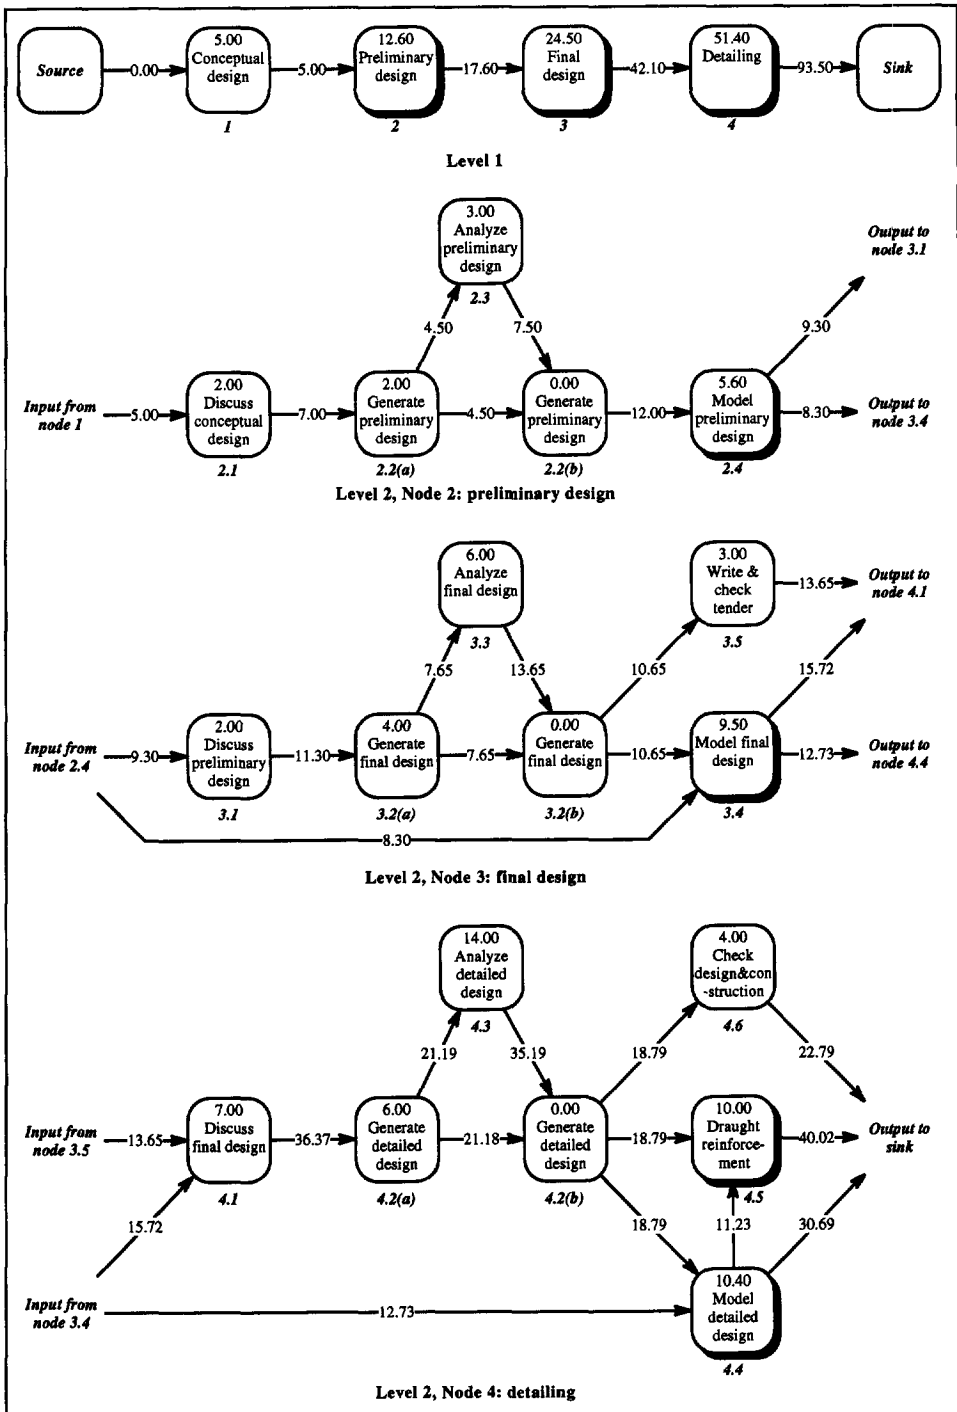 Source
0.00
5.00
Conceptual
design
1
5.00
12.60
Preliminary
design
2
17.60
24.50
Final
design
3
42.10
51.40
Detailing
4
93.50
Sink
Level 1
3.00
Analyze
preliminary
design
2.3
4.50
7.50
Output to
node 3.1
9.30
Input from
node 1
5.00
2.00
Discuss
conceptual
design
2.1
7.00
2.00
Generate
preliminary
design
2.2(a)
4.50
0.00
Generate
preliminary
design
2.2(b)
12.00
5.60
Model
preliminary
design
2.4
8.30
Output to
node 3.4
Level 2, Node 2: preliminary design
6.00
Analyze
final design
3.3
7.65
13.65
3.00
Write &
check
tender
3.5
10.65
13.65
Output to
node 4.1
15.72
Input from
node 2.4
9.30
2.00
Discuss
preliminary
design
3.1
11.30
4.00
Generate
final design
3.2(a)
7.65
0.00
Generate
final design
3.2(b)
10.65
9.50
Model final
design
3.4
12.73
Output to
node 4.4
8.30
Level 2, Node 3: final design
14.00
Analyze
detailed
design
4.3
21.19
35.19
4.00
Check
design&con
-struction
4.6
18.79
22.79
Input from
node 3.5
13.65
7.00
Discuss
final design
4.1
36.37
6.00
Generate
detailed
design
4.2(a)
21.18
0.00
Generate
detailed
design
4.2(b)
18.79
10.00
Draught
reinforce-
ment
4.5
40.02
Output to
sink
15.72
18.79
11.23
30.69
Input from
node 3.4
12.73
10.40
Model
detailed
design
4.4
Level 2, Node 4: detailing